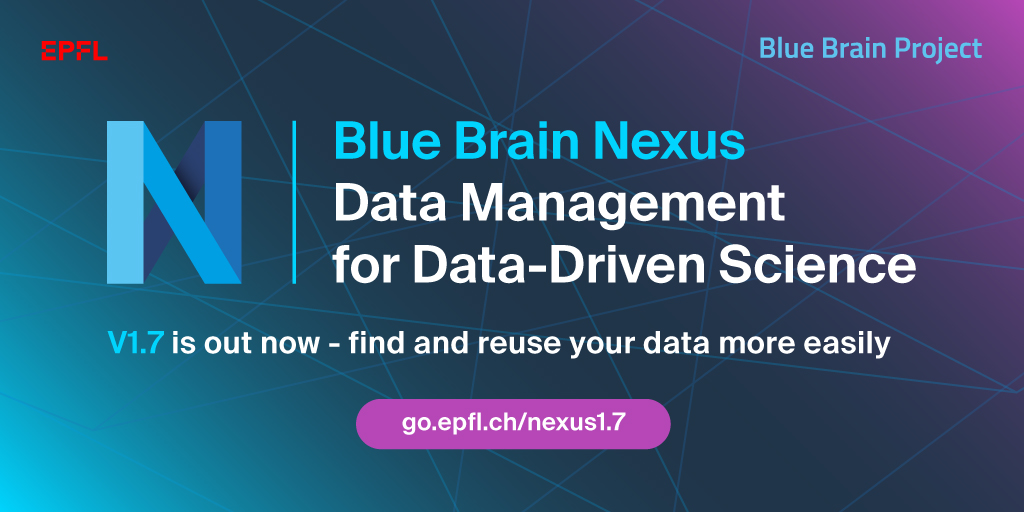 EPFL
Blue Brain Project
N
Blue Brain Nexus
Data Management
for Data-Driven Science
V1.7 is out now - find and reuse your data more easily
go.epfl.ch/nexus1.7